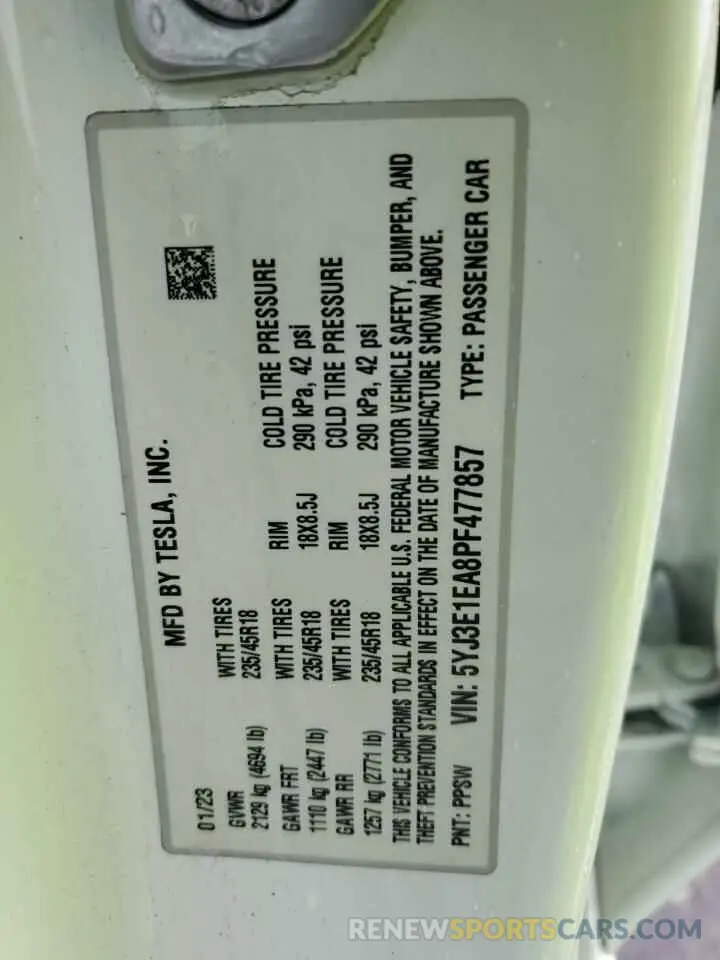 MFD BY TESLA, INC.
01/23
GVWR WITH TIRES
2129 kg (4694 lb) 235/45R18
GAWR FRT WITH TIRES RIM COLD TIRE PRESSURE
1110 kg (2447 lb) 235/45R18 18X8.5J 290 kPa, 42 psi
GAWR RR WITH TIRES RIM COLD TIRE PRESSURE
1257 kg (2771 lb) 235/45R18 18X8.5J 290 kPa, 42 psi
THIS VEHICLE CONFORMS TO ALL APPLICABLE U.S. FEDERAL MOTOR VEHICLE SAFETY, BUMPER, AND
THEFT PREVENTION STANDARDS IN EFFECT ON THE DATE OF MANUFACTURE SHOWN ABOVE.
PNT: PPSW VIN: 5YJ3E1EA8PF477857 TYPE: PASSENGER CAR
RENEWSPORTSCARS.COM